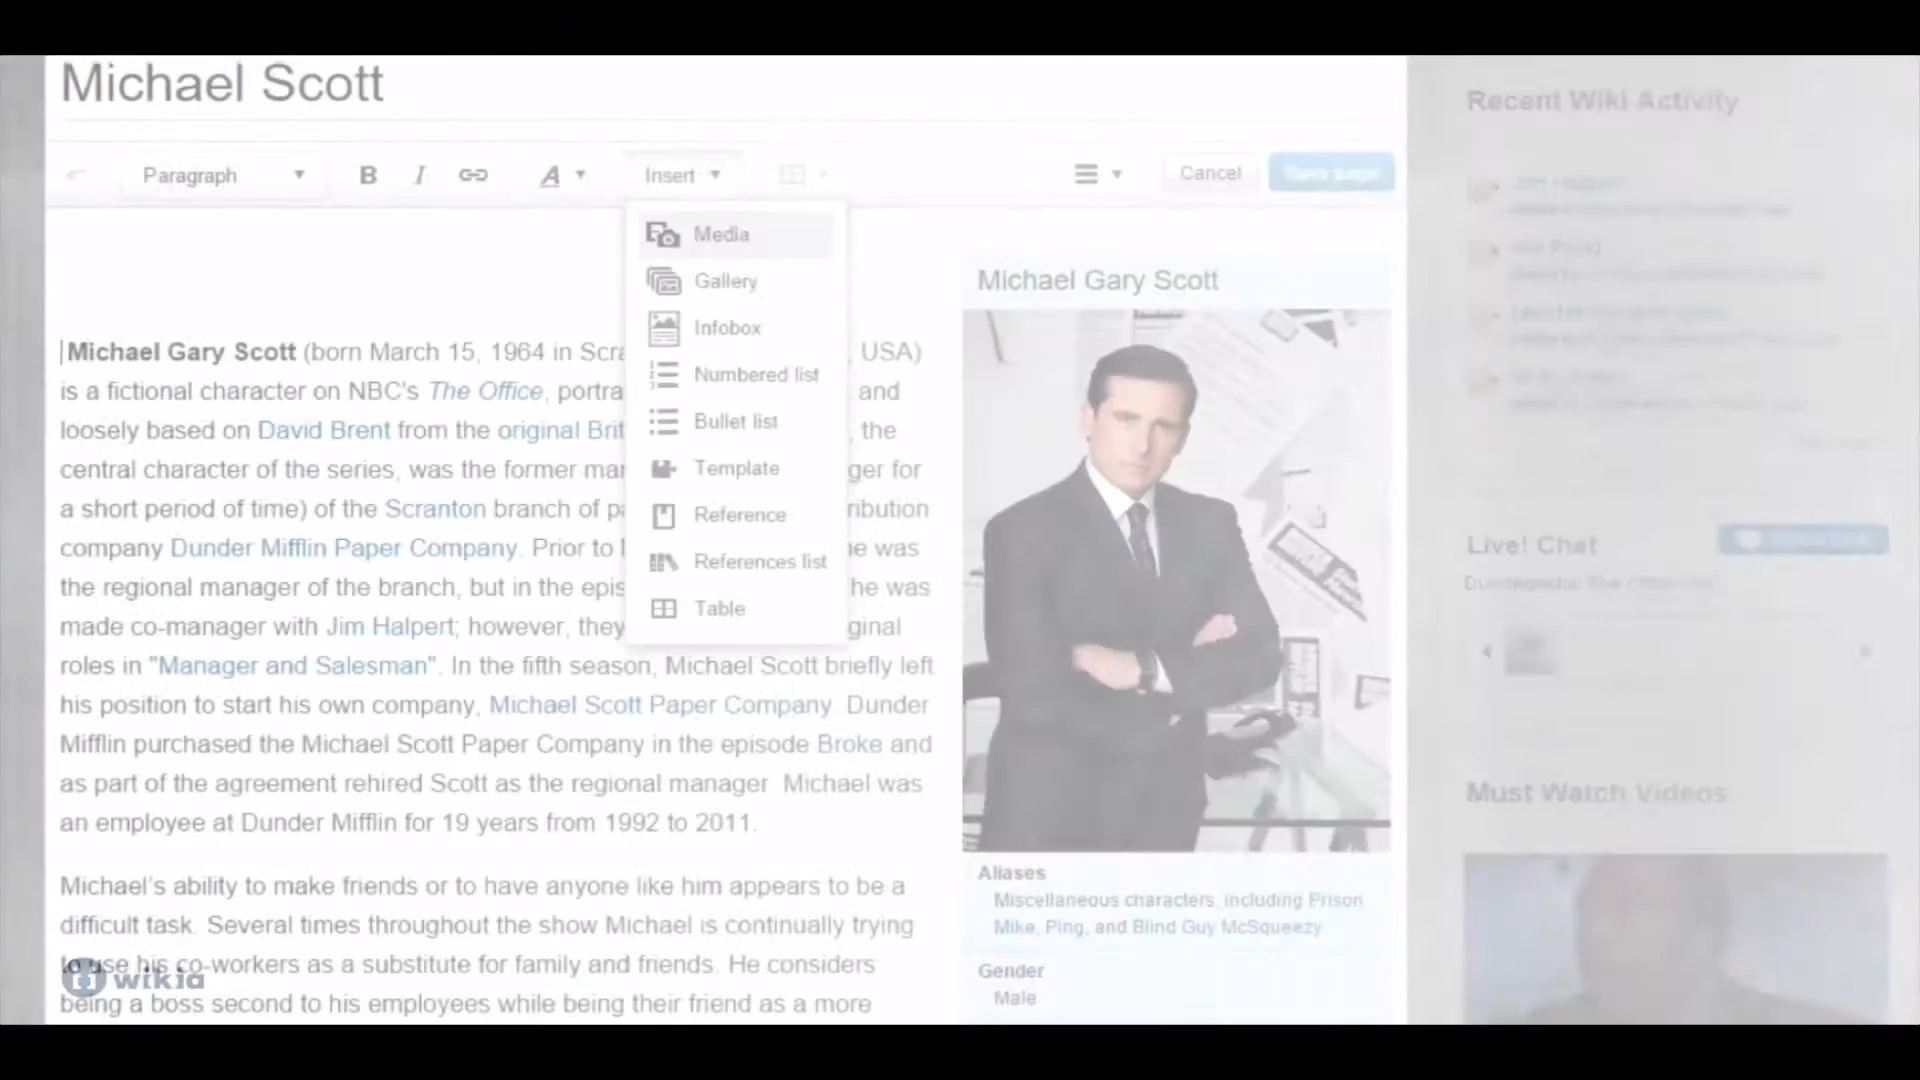 Michael Scott
Paragraph
B
I
A
Insert
Cancel
Save page
Media
Gallery
Infobox
Numbered list
Bullet list
Template
Reference
References list
Table
Michael Gary Scott (born March 15, 1964 in , USA)
is a fictional character on NBC's The Office, and
loosely based on David Brent from the original , the
central character of the series, was the former for
a short period of time) of the Scranton branch of
company Dunder Mifflin Paper Company. Prior to was
the regional manager of the branch, but in the he was
made co-manager with Jim Halpert; however, they
roles in "Manager and Salesman". In the fifth season, Michael Scott briefly left
his position to start his own company, Michael Scott Paper Company Dunder
Mifflin purchased the Michael Scott Paper Company in the episode Broke and
as part of the agreement rehired Scott as the regional manager Michael was
an employee at Dunder Mifflin for 19 years from 1992 to 2011.
Michael's ability to make friends or to have anyone like him appears to be a
difficult task. Several times throughout the show Michael is continually trying
to use his co-workers as a substitute for family and friends. He considers
being a boss second to his employees while being their friend as a more
wikia
Michael Gary Scott
Aliases
Miscellaneous characters, including Prison
Mike, Ping, and Blind Guy McSqueezy
Gender
Male
Recent Wiki Activity
Live! Chat
Must Watch Videos